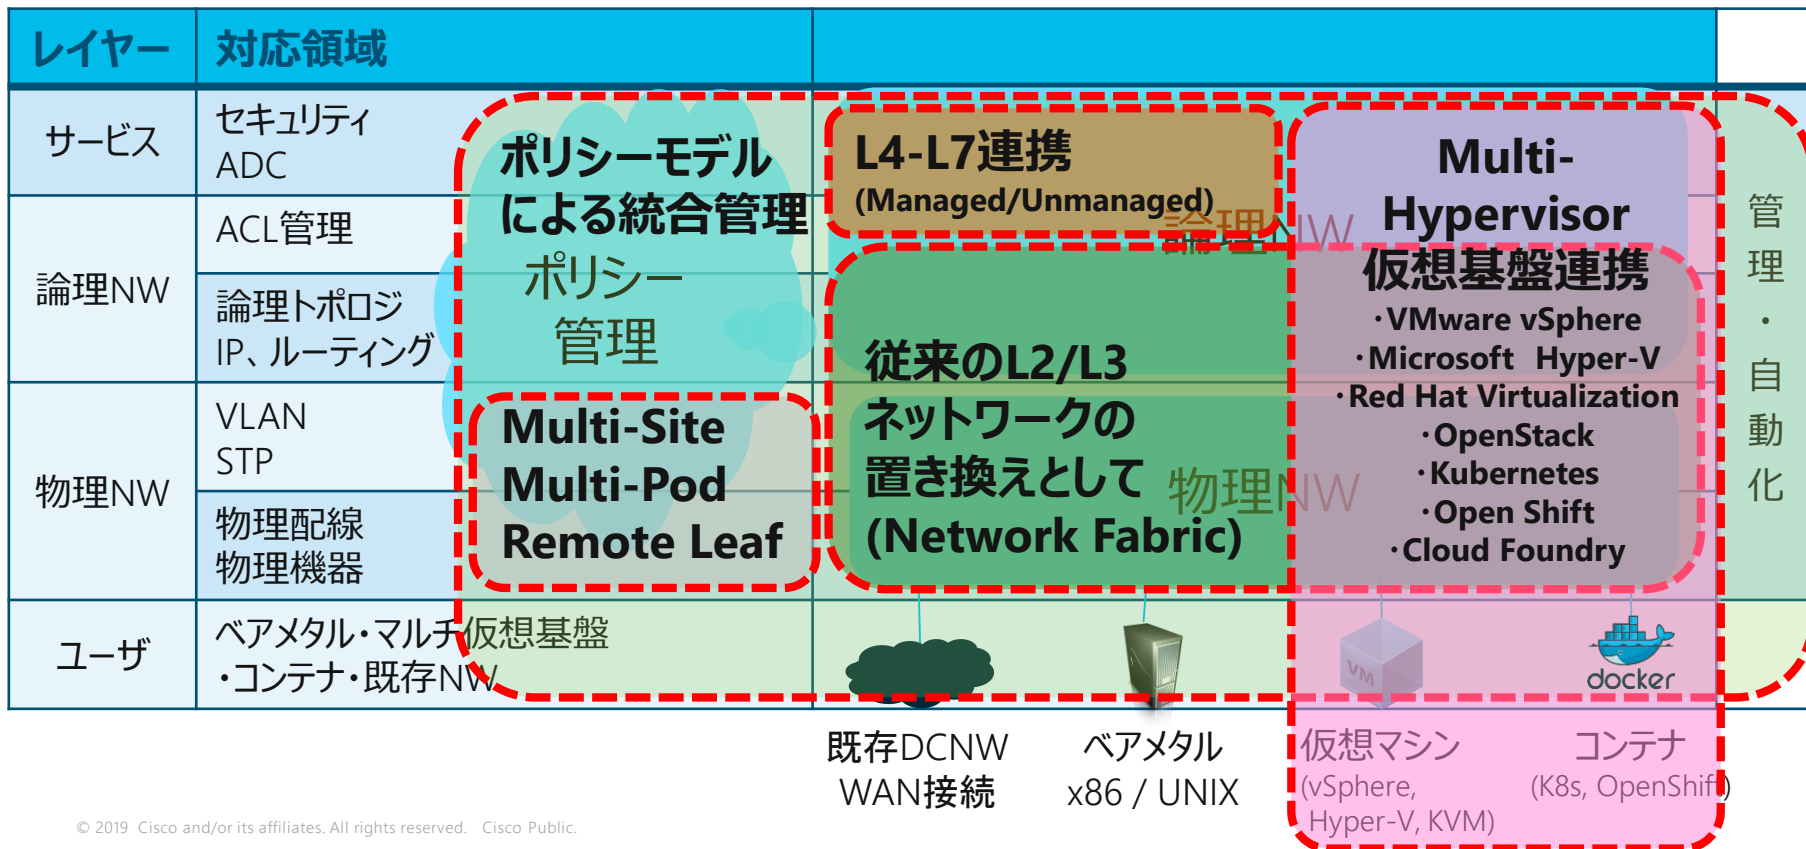 レイヤー
対応領域
サービス
セキュリティ
ADC
論理NW
ACL管理
論理トポロジ
IP、ルーティング
物理NW
VLAN
STP
物理配線
物理機器
ユーザ
ベアメタル・マルチ仮想基盤
・コンテナ・既存NW
ポリシーモデル
による統合管理
ポリシー
管理
Multi-Site
Multi-Pod
Remote Leaf
L4-L7連携
(Managed/Unmanaged)
論理NW
従来のL2/L3
ネットワークの
置き換えとして
(Network Fabric)
物理NW
Multi-
Hypervisor
仮想基盤連携
・VMware vSphere
・Microsoft Hyper-V
・Red Hat Virtualization
・OpenStack
・Kubernetes
・Open Shift
・Cloud Foundry
管理・自動化
VM
docker
既存DCNW
WAN接続
ベアメタル
x86 / UNIX
仮想マシン
(vSphere,
Hyper-V, KVM)
コンテナ
(K8s, OpenShift)
© 2019 Cisco and/or its affiliates. All rights reserved. Cisco Public.